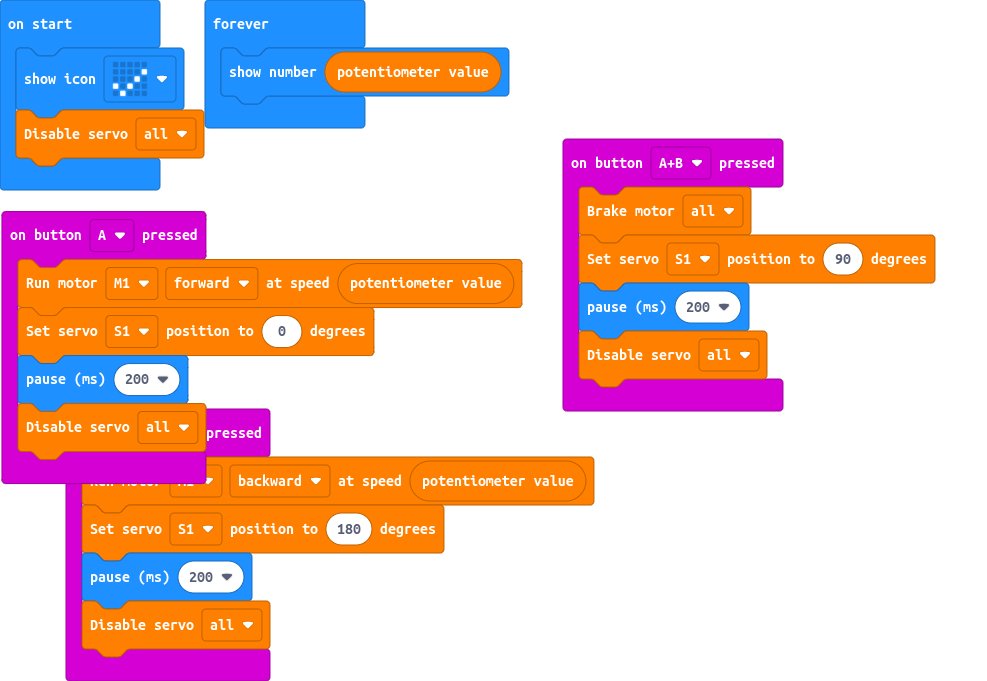 on start
show icon
Disable servo all
forever
show number potentiometer value
on button A pressed
Run motor M1 forward at speed potentiometer value
Set servo S1 position to 0 degrees
pause (ms) 200
Disable servo all
pressed
backward at speed potentiometer value
Set servo S1 position to 180 degrees
pause (ms) 200
Disable servo all
on button A+B pressed
Brake motor all
Set servo S1 position to 90 degrees
pause (ms) 200
Disable servo all